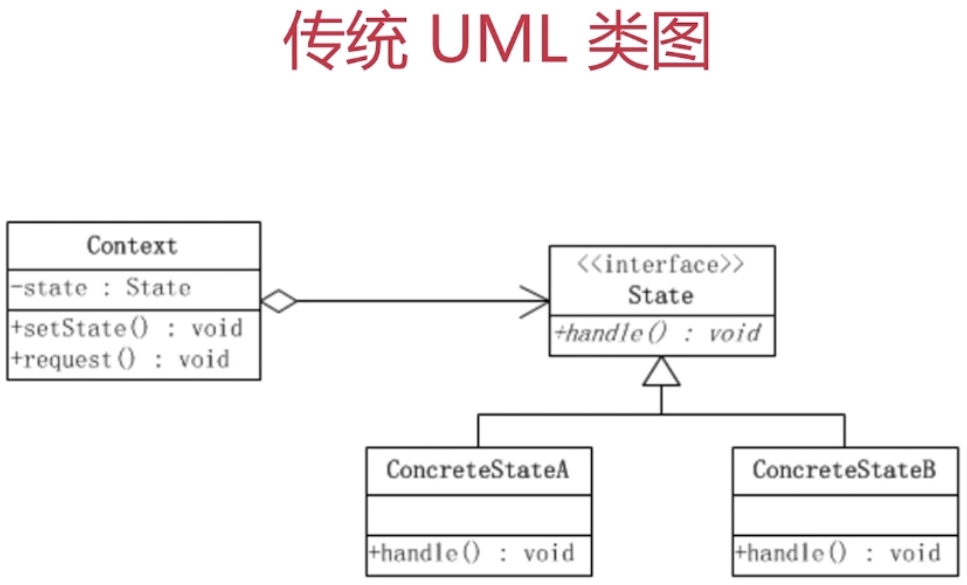 传统 UML 类图
Context
-state : State
+setState() : void
+request() : void
<<interface>>
State
+handle() : void
ConcreteStateA
+handle() : void
ConcreteStateB
+handle() : void